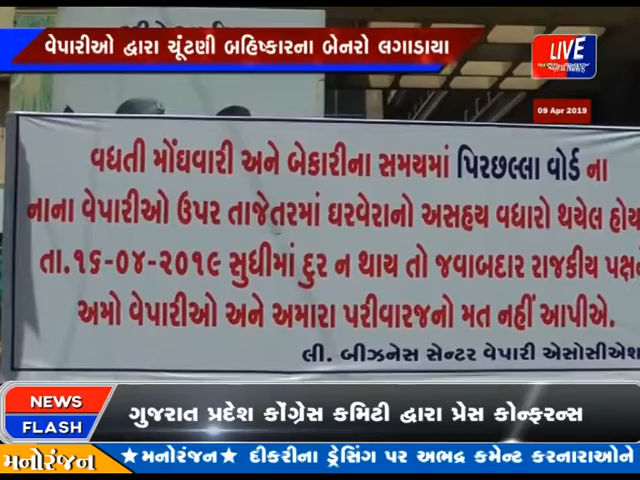 વેપારીઓ દ્વારા ચૂંટણી બહિષ્કારના બેનરો લગાડાયા
LIVE
09 Apr 2019
વધતી મોંઘવારી અને બેકારીના સમયમાં પિરછલ્લા વોર્ડ ના
નાના વેપારીઓ ઉપર તાજેતરમાં ઘરવેરાનો અસહય વધારો થયેલ હોય
તા.૧૬-૦૪-૨૦૧૯ સુધીમાં દુર ન થાય તો જવાબદાર રાજકીય પક્ષને
અમો વેપારીઓ અને અમારા પરીવારજનો મત નહીં આપીએ.
લી. બીઝનેસ સેન્ટર વેપારી એસોસીએશ
NEWS
FLASH
ગુજરાત પ્રદેશ કોંગ્રેસ કમિટી દ્વારા પ્રેસ કોન્ફરન્સ
મનોરંજન
★મનોરંજન★ દીકરીના ડ્રેસિંગ પર અભદ્ર કમેન્ટ કરનારાઓને